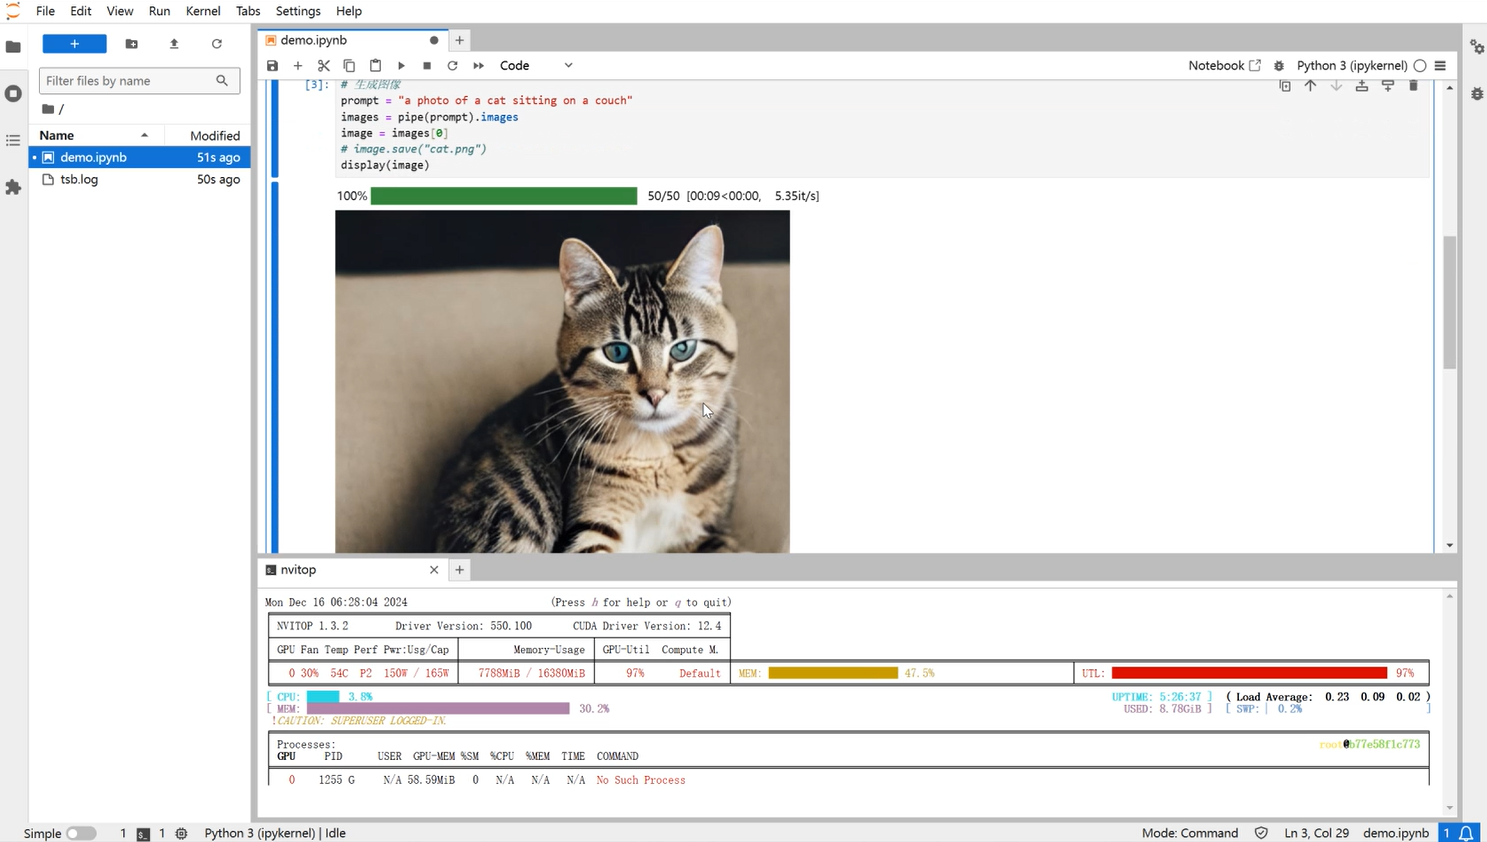 File Edit View Run Kernel Tabs Settings Help
Filter files by name
/
Name Modified
demo.ipynb 51s ago
tsb.log 50s ago
demo.ipynb
Code
Notebook Python 3 (ipykernel)
[3]: # 生成图像
prompt = "a photo of a cat sitting on a couch"
images = pipe(prompt).images
image = images[0]
# image.save("cat.png")
display(image)
100% 50/50 [00:09<00:00, 5.35it/s]
nvitop
Mon Dec 16 06:28:04 2024 (Press h for help or q to quit)
NVITOP 1.3.2 Driver Version: 550.100 CUDA Driver Version: 12.4
GPU Fan Temp Perf Pwr:Usg/Cap Memory-Usage GPU-Util Compute M.
0 30% 54C P2 150W / 165W 7788MiB / 16380MiB 97% Default MEM: 47.5% UTL: 97%
[ CPU: 3.8% UPTIME: 5:26:37 ] ( Load Average: 0.23 0.09 0.02 )
[ MEM: 30.2% USED: 8.78GiB ] [ SWP: 0.2% ]
!CAUTION: SUPERUSER LOGGED-IN.
Processes: root@b77e58f1c773
GPU PID USER GPU-MEM %SM %CPU %MEM TIME COMMAND
0 1255 G N/A 58.59MiB 0 N/A N/A N/A No Such Process
Simple 1 1 Python 3 (ipykernel) | Idle Mode: Command Ln 3, Col 29 demo.ipynb 1